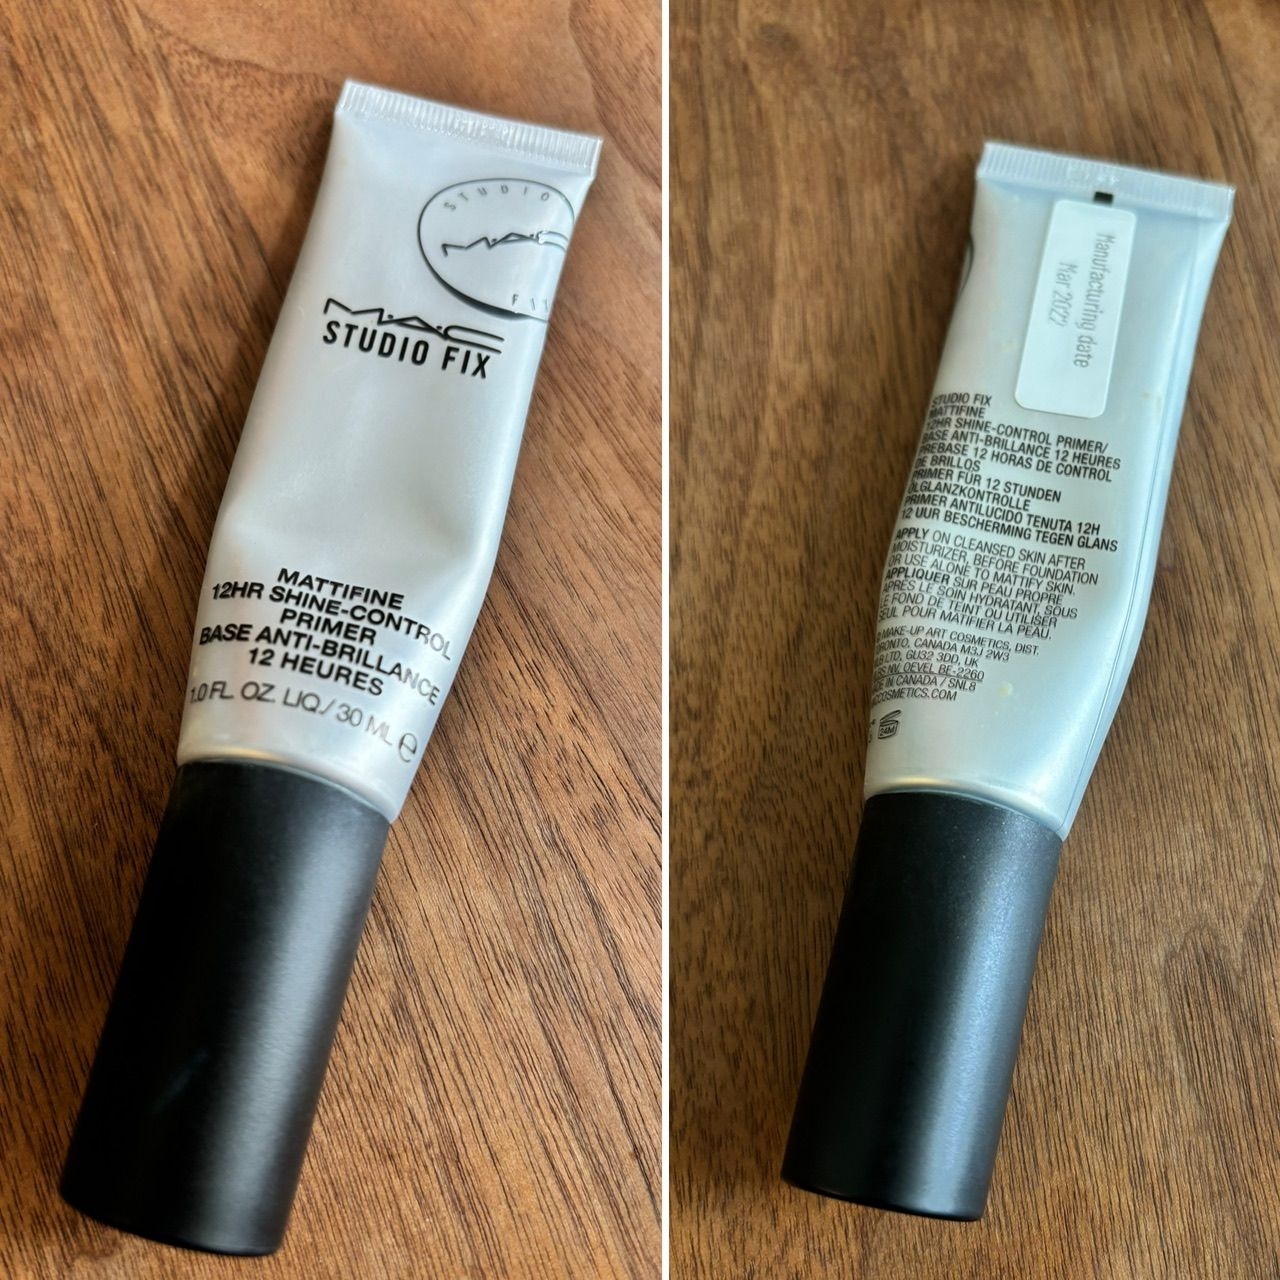 STUDIO
M·A·C
FIX
M·A·C
STUDIO FIX
MATTIFINE
12HR SHINE-CONTROL
PRIMER
BASE ANTI-BRILLANCE
12 HEURES
1.0 FL. OZ. LIQ./ 30 ML ℮
Manufacturing date
Mar 2022
STUDIO FIX
MATTIFINE
12HR SHINE-CONTROL PRIMER/
BASE ANTI-BRILLANCE 12 HEURES
PREBASE 12 HORAS DE CONTROL
DE BRILLOS
PRIMER FÜR 12 STUNDEN
ÖLGLANZKONTROLLE
PRIMER ANTILUCIDO TENUTA 12H
12 UUR BESCHERMING TEGEN GLANS
APPLY ON CLEANSED SKIN AFTER
MOISTURIZER, BEFORE FOUNDATION
OR USE ALONE TO MATTIFY SKIN.
APPLIQUER SUR PEAU PROPRE
APRÈS LE SOIN HYDRATANT, SOUS
LE FOND DE TEINT OU UTILISER
SEUL POUR MATIFIER LA PEAU.
MAKE-UP ART COSMETICS, DIST.
TORONTO, CANADA M3J 2W3
LTD, GU32 3DD, UK
NV, OEVEL BE-2260
IN CANADA / SNL8
24M